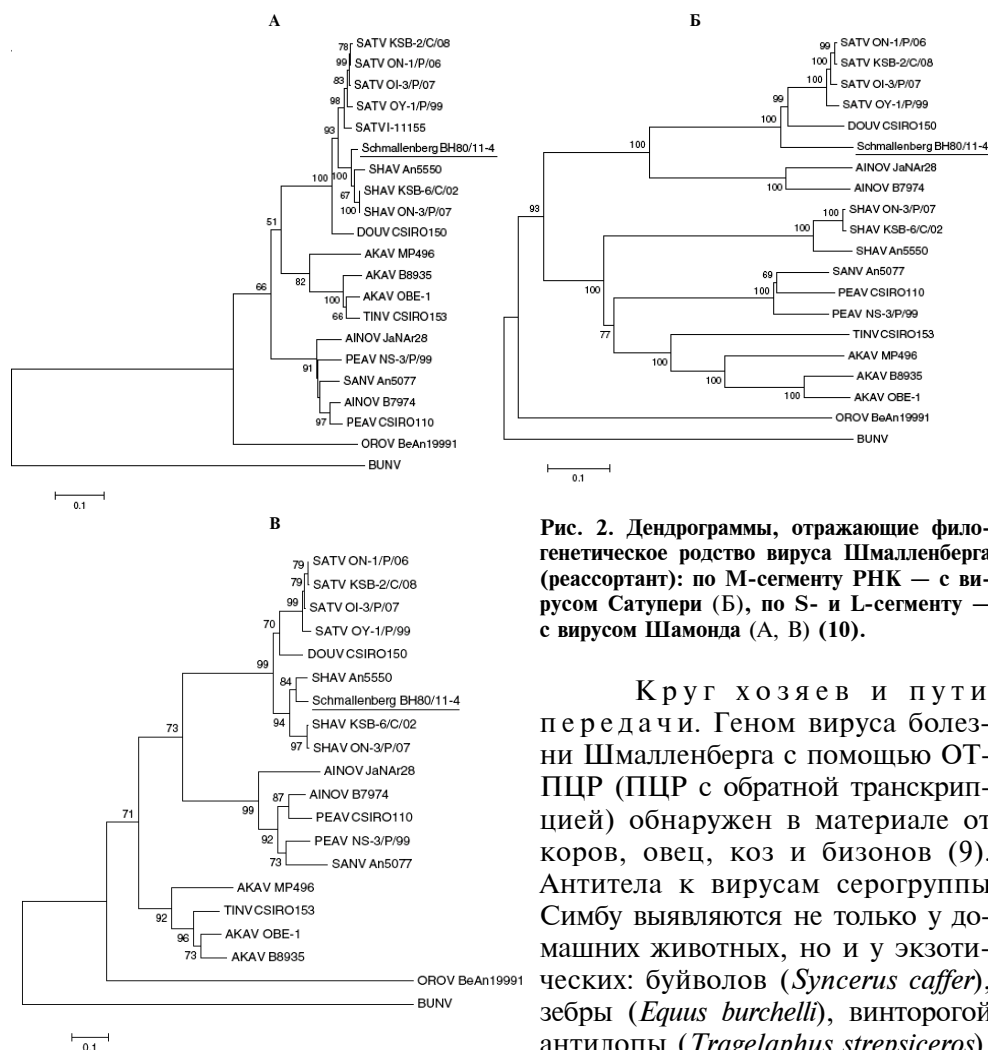 А
SATV KSB-2/C/08
78
SATV ON-1/P/06
99
SATV OI-3/P/07
83
SATV OY-1/P/99
98
SATVI-11155
93
Schmallenberg BH80/11-4
SHAV An5550
100
100
SHAV KSB-6/C/02
67
SHAV ON-3/P/07
100
DOUV CSIRO150
51
AKAV MP496
82
AKAV B8935
66
100
AKAV OBE-1
66
TINV CSIRO153
AINOV JaNAr28
PEAV NS-3/P/99
91
SANV An5077
AINOV B7974
97
PEAV CSIRO110
OROV BeAn19991
BUNV
0.1
Б
99
SATV ON-1/P/06
100
SATV KSB-2/C/08
100
SATV OI-3/P/07
99
SATV OY-1/P/99
100
DOUV CSIRO150
100
Schmallenberg BH80/11-4
AINOV JaNAr28
100
AINOV B7974
93
SHAV ON-3/P/07
100
SHAV KSB-6/C/02
100
SHAV An5550
69
SANV An5077
100
100
PEAV CSIRO110
PEAV NS-3/P/99
77
TINV CSIRO153
100
AKAV MP496
100
AKAV B8935
100
AKAV OBE-1
OROV BeAn19991
BUNV
0.1
В
79
SATV ON-1/P/06
79
SATV KSB-2/C/08
99
SATV OI-3/P/07
70
SATV OY-1/P/99
DOUV CSIRO150
99
84
SHAV An5550
Schmallenberg BH80/11-4
94
SHAV KSB-6/C/02
97
SHAV ON-3/P/07
73
AINOV JaNAr28
87
AINOV B7974
99
PEAV CSIRO110
71
92
PEAV NS-3/P/99
73
SANV An5077
AKAV MP496
92
TINV CSIRO153
96
AKAV OBE-1
73
AKAV B8935
OROV BeAn19991
BUNV
0.1
Рис. 2. Дендрограммы, отражающие фило-
генетическое родство вируса Шмалленберга
(реассортант): по М-сегменту РНК — с ви-
русом Сатупери (Б), по S- и L-сегменту —
с вирусом Шамонда (А, В) (10).
Круг хозяев и пути
передачи. Геном вируса болез-
ни Шмалленберга с помощью ОТ-
ПЦР (ПЦР с обратной транскрип-
цией) обнаружен в материале от
коров, овец, коз и бизонов (9).
Антитела к вирусам серогруппы
Симбу выявляются не только у до-
машних животных, но и у экзоти-
ческих: буйволов (Syncerus caffer),
зебры (Equus burchelli), винторогой
антилопы (Tragelaphus strepsiceros),